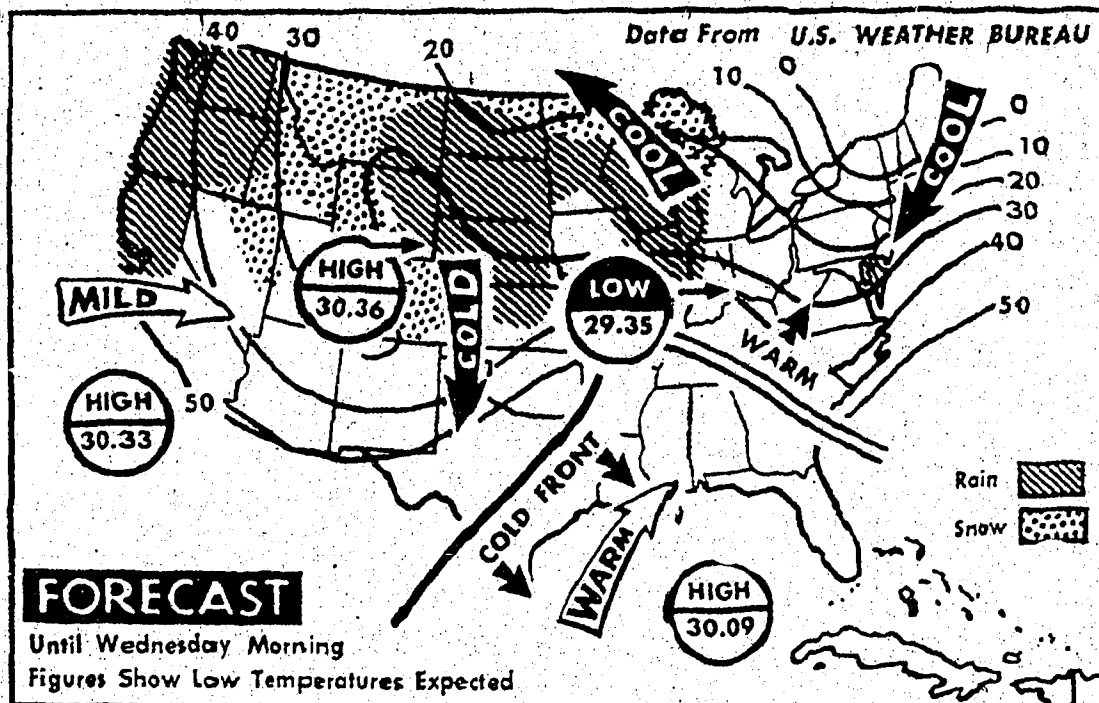 Data From U.S. WEATHER BUREAU
40
30
20
10
0
COOL
COOL
0
10
20
30
40
50
HIGH
30.36
COLD
LOW
29.35
MILD
WARM
HIGH
30.33
50
COLD FRONT
WARM
HIGH
30.09
Rain
Snow
FORECAST
Until Wednesday Morning
Figures Show Low Temperatures Expected